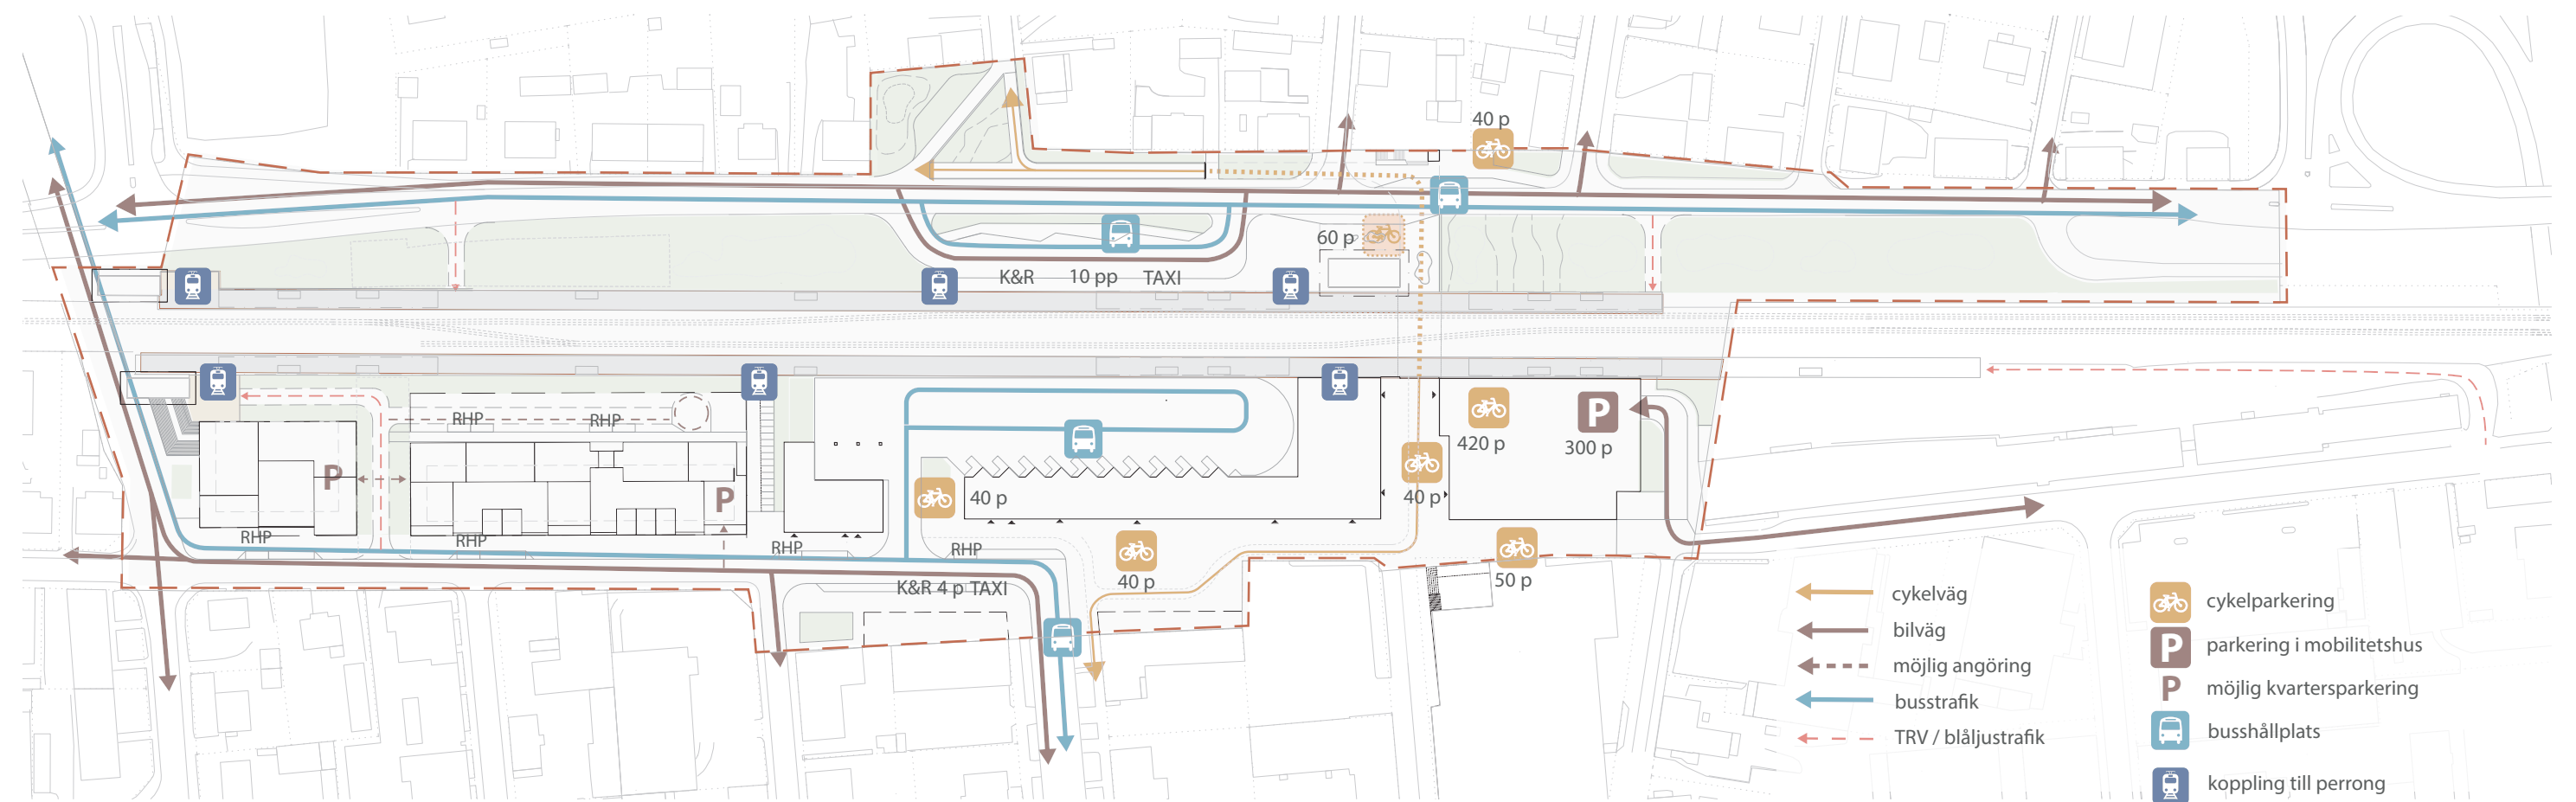 40 p
60 p
K&R 10 pp TAXI
RHP RHP
P
420 p
P
300 p
P
40 p
40 p
RHP RHP RHP RHP
40 p
50 p
K&R 4 p TAXI
cykelväg
bilväg
möjlig angöring
busstrafik
TRV / blåljustrafik
cykelparkering
P parkering i mobilitetshus
P möjlig kvartersparkering
busshållplats
koppling till perrong